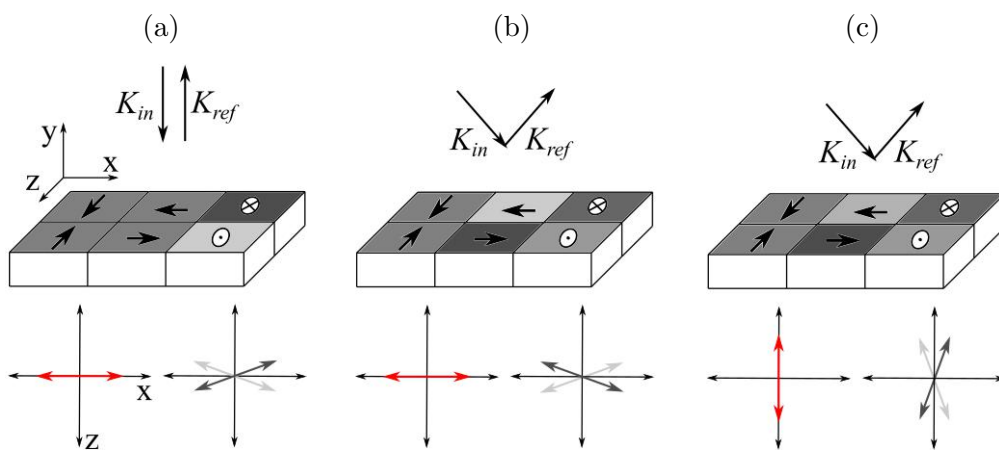 (a)
(b)
(c)
K_in K_ref
K_in K_ref
K_in K_ref
y
x
z
x
z